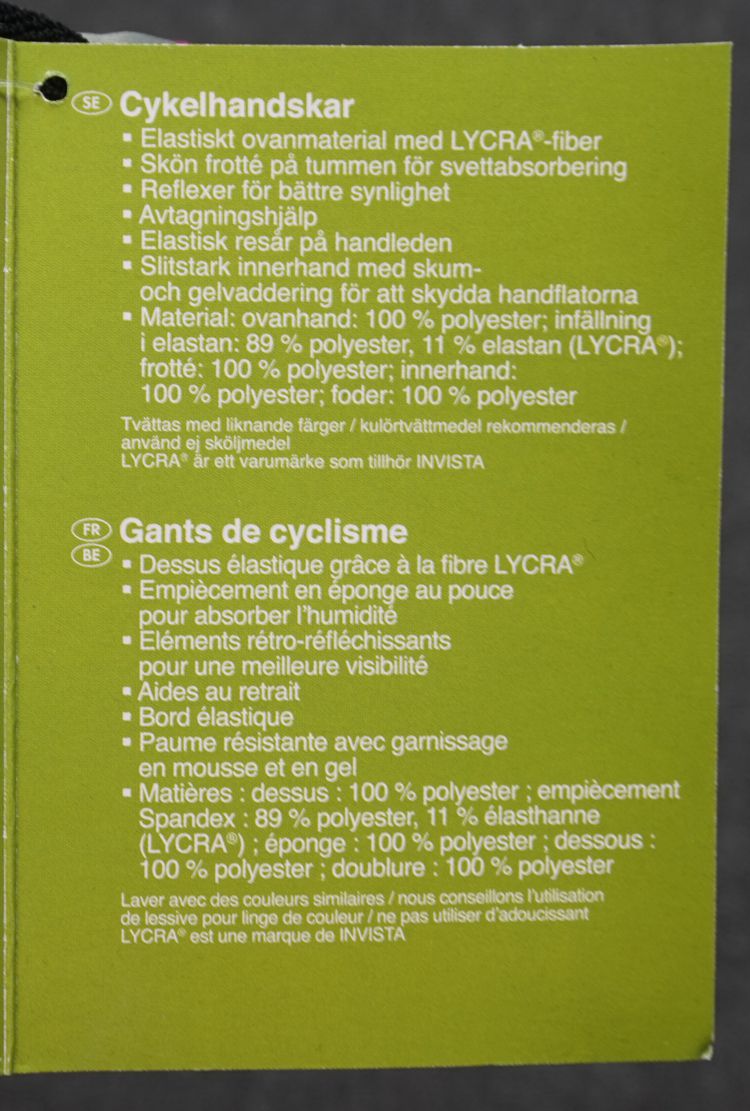 SE Cykelhandskar
▪ Elastiskt ovanmaterial med LYCRA®-fiber
▪ Skön frotté på tummen för svettabsorbering
▪ Reflexer för bättre synlighet
▪ Avtagningshjälp
▪ Elastisk resår på handleden
▪ Slitstark innerhand med skum-
och gelvaddering för att skydda handflatorna
▪ Material: ovanhand: 100 % polyester; infällning
i elastan: 89 % polyester, 11 % elastan (LYCRA®);
frotté: 100 % polyester; innerhand:
100 % polyester; foder: 100 % polyester
Tvättas med liknande färger / kulörtvättmedel rekommenderas /
använd ej sköljmedel
LYCRA® är ett varumärke som tillhör INVISTA
FR Gants de cyclisme
BE
▪ Dessus élastique grâce à la fibre LYCRA®
▪ Empiècement en éponge au pouce
pour absorber l'humidité
▪ Eléments rétro-réfléchissants
pour une meilleure visibilité
▪ Aides au retrait
▪ Bord élastique
▪ Paume résistante avec garnissage
en mousse et en gel
▪ Matières : dessus : 100 % polyester ; empiècement
Spandex : 89 % polyester, 11 % élasthanne
(LYCRA®) ; éponge : 100 % polyester ; dessous :
100 % polyester ; doublure : 100 % polyester
Laver avec des couleurs similaires / nous conseillons l'utilisation
de lessive pour linge de couleur / ne pas utiliser d'adoucissant
LYCRA® est une marque de INVISTA